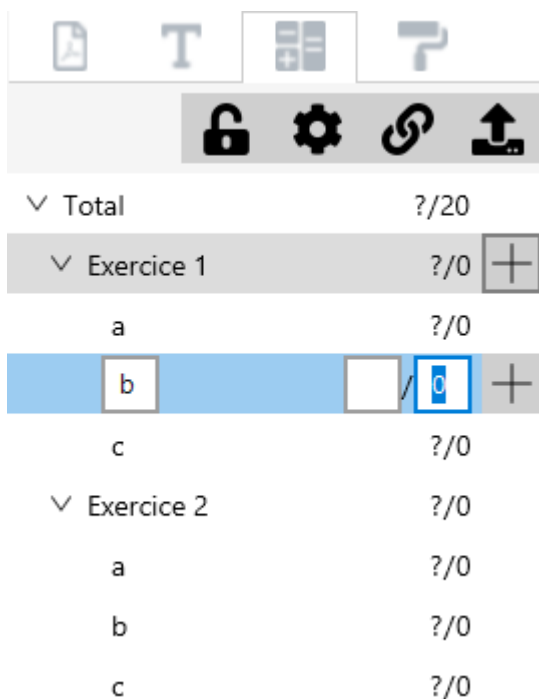 T
Total ?/20
Exercice 1 ?/0
a ?/0
b /0
c ?/0
Exercice 2 ?/0
a ?/0
b ?/0
c ?/0